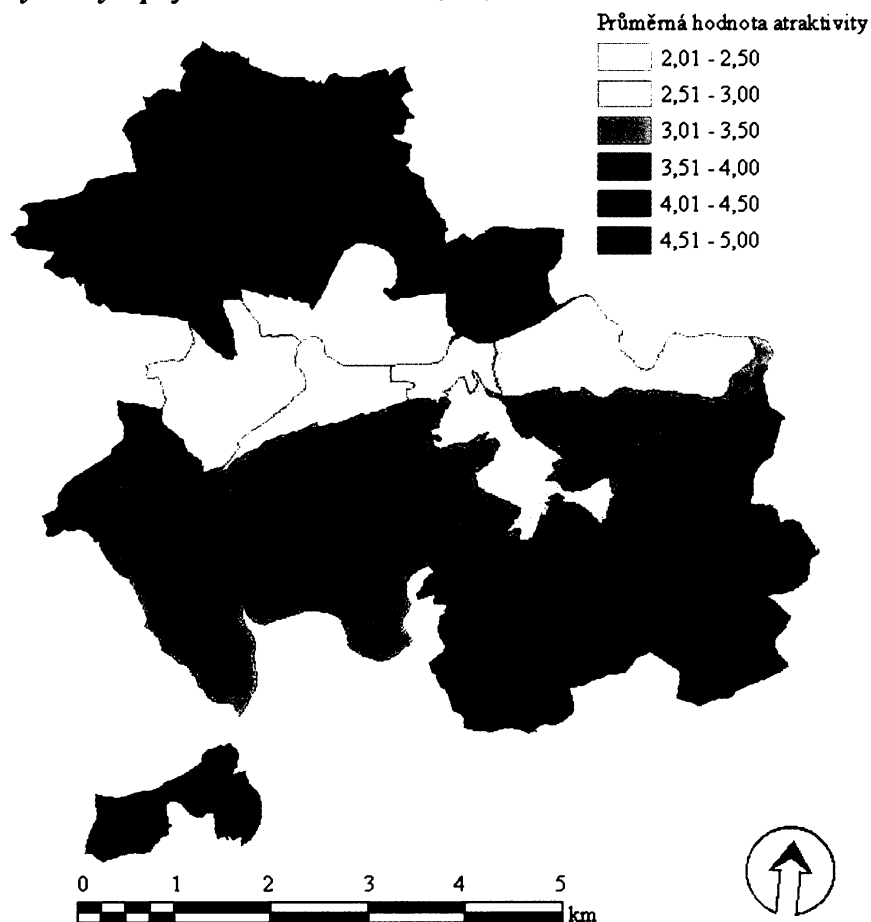 Průměrná hodnota atraktivity
2,01 - 2,50
2,51 - 3,00
3,01 - 3,50
3,51 - 4,00
4,01 - 4,50
4,51 - 5,00
0 1 2 3 4 5
km